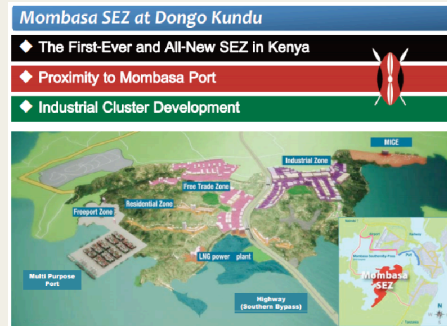 Mombasa SEZ at Dongo Kundu
The First-Ever and All-New SEZ in Kenya
Proximity to Mombasa Port
Industrial Cluster Development
MICE
Industrial Zone
Free Trade Zone
Residential Zone
Freeport Zone
LNG power plant
Multi Purpose
Port
Highway
(Southern Bypass)
Mombasa
SEZ
N